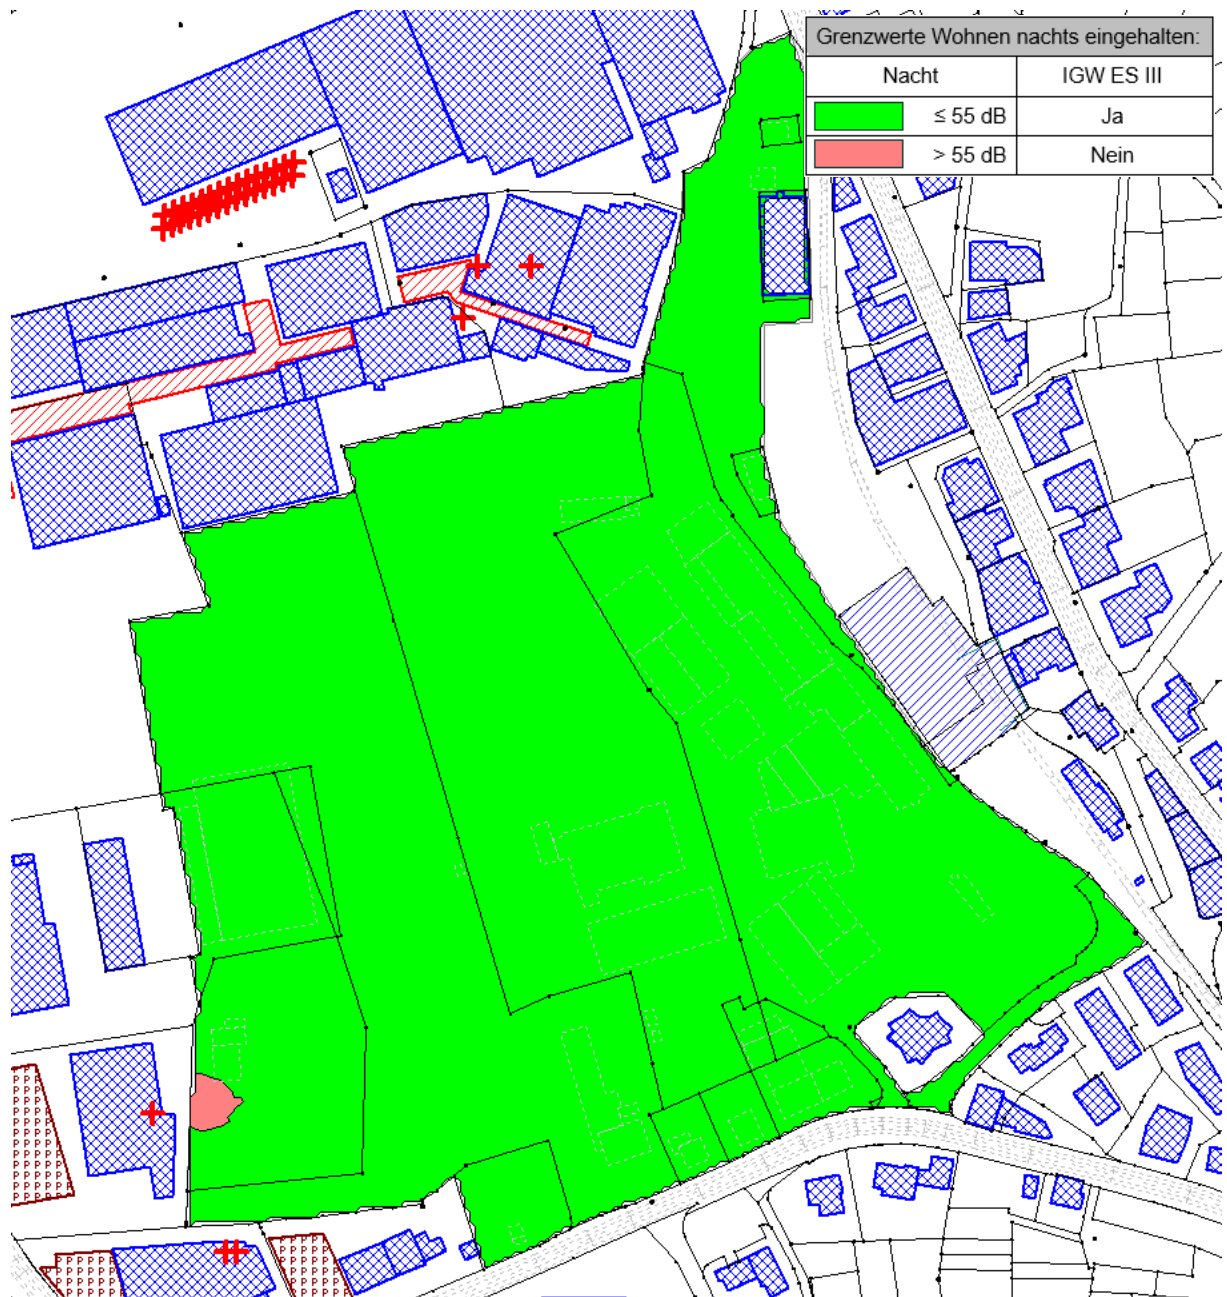 Grenzwerte Wohnen nachts eingehalten:
Nacht IGW ES III
≤ 55 dB Ja
> 55 dB Nein